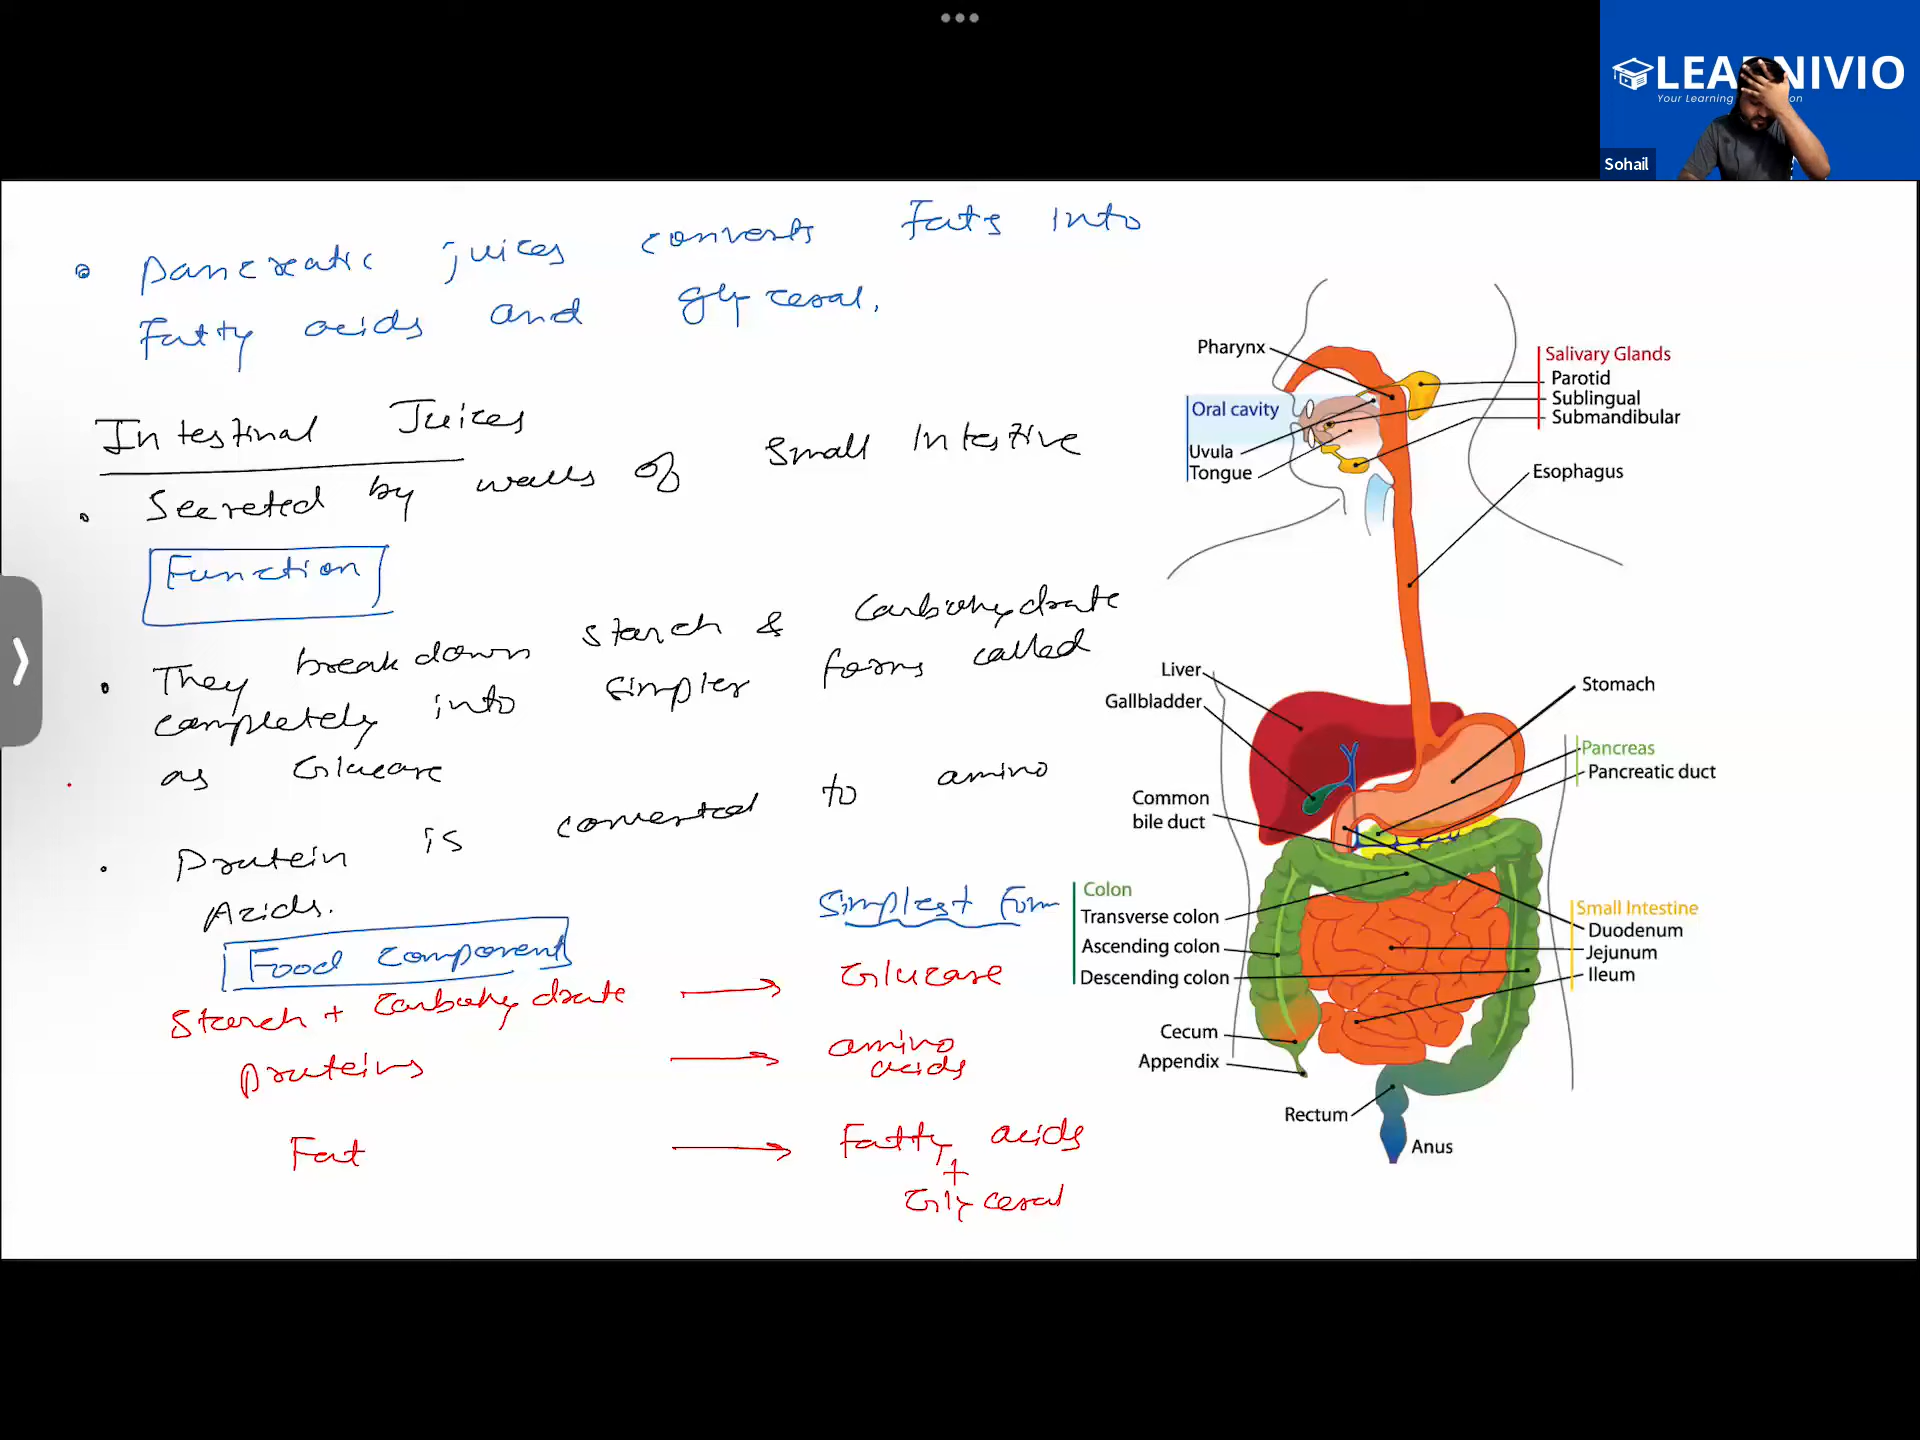 LEARNIVIO
Your Learning
Sohail
Pancreatic juices converts Fats into
Fatty acids and glycerol.
Intestinal Juices
Secreted by walls of small Intestine
Function
They breakdown starch & carbohydrate
completely into simpler forms called
as Glucose
Protein is converted to amino
Acids.
Food component Simplest Form
Starch + carbohydrate → Glucose
Proteins → amino
acids
Fat → Fatty acids
+
Glycerol
Pharynx
Oral cavity
Uvula
Tongue
Salivary Glands
Parotid
Sublingual
Submandibular
Esophagus
Liver
Gallbladder
Stomach
Pancreas
Pancreatic duct
Common
bile duct
Colon
Transverse colon
Ascending colon
Descending colon
Small Intestine
Duodenum
Jejunum
Ileum
Cecum
Appendix
Rectum
Anus